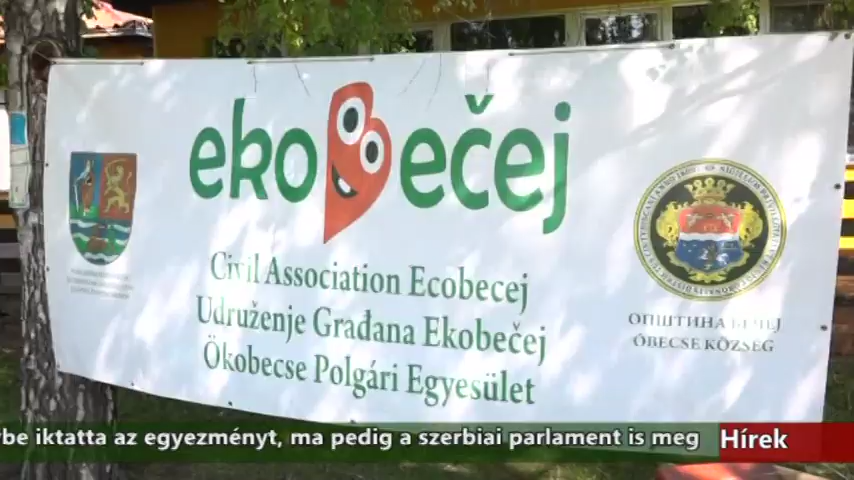 ekoBečej
Civil Association Ecobecej
Udruženje Građana Ekobečej
Ökobecse Polgári Egyesület
ОПШТИНА БЕЧЕЈ
ÓBECSE KÖZSÉG
be iktatta az egyezményt, ma pedig a szerbiai parlament is meg
Hírek